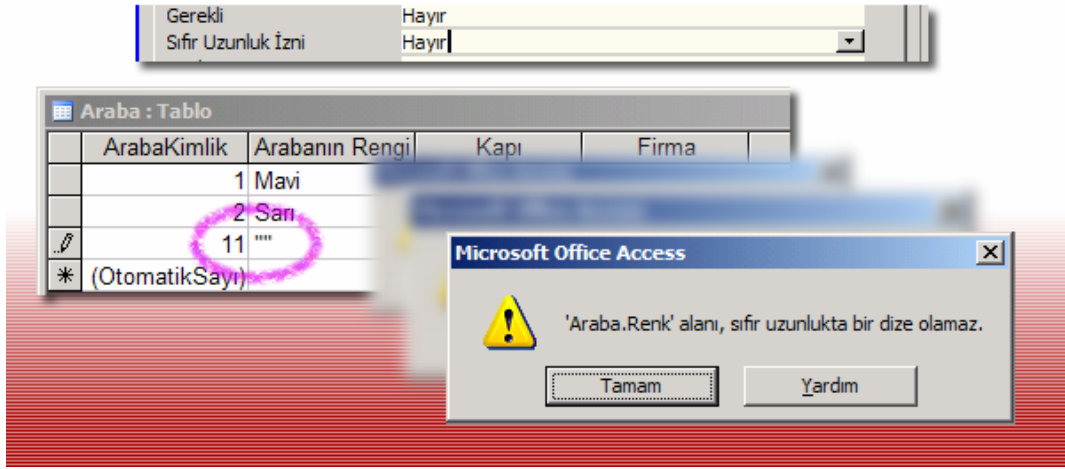 Gerekli Hayır
Sıfır Uzunluk İzni Hayır
Araba : Tablo
ArabaKimlik Arabanın Rengi Kapı Firma
1 Mavi
2 Sarı
11 ""
(OtomatikSayı)
Microsoft Office Access
'Araba.Renk' alanı, sıfır uzunlukta bir dize olamaz.
Tamam Yardım